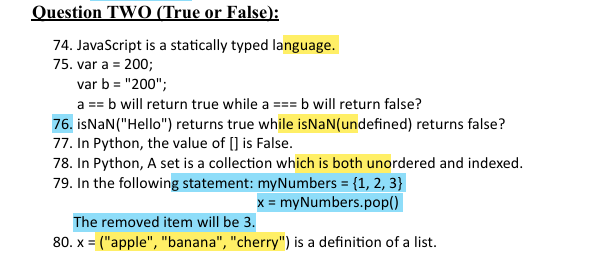 Question TWO (True or False):
74. JavaScript is a statically typed language.
75. var a = 200;
var b = "200";
a == b will return true while a === b will return false?
76. isNaN("Hello") returns true while isNaN(undefined) returns false?
77. In Python, the value of [] is False.
78. In Python, A set is a collection which is both unordered and indexed.
79. In the following statement: myNumbers = {1, 2, 3}
x = myNumbers.pop()
The removed item will be 3.
80. x = ("apple", "banana", "cherry") is a definition of a list.